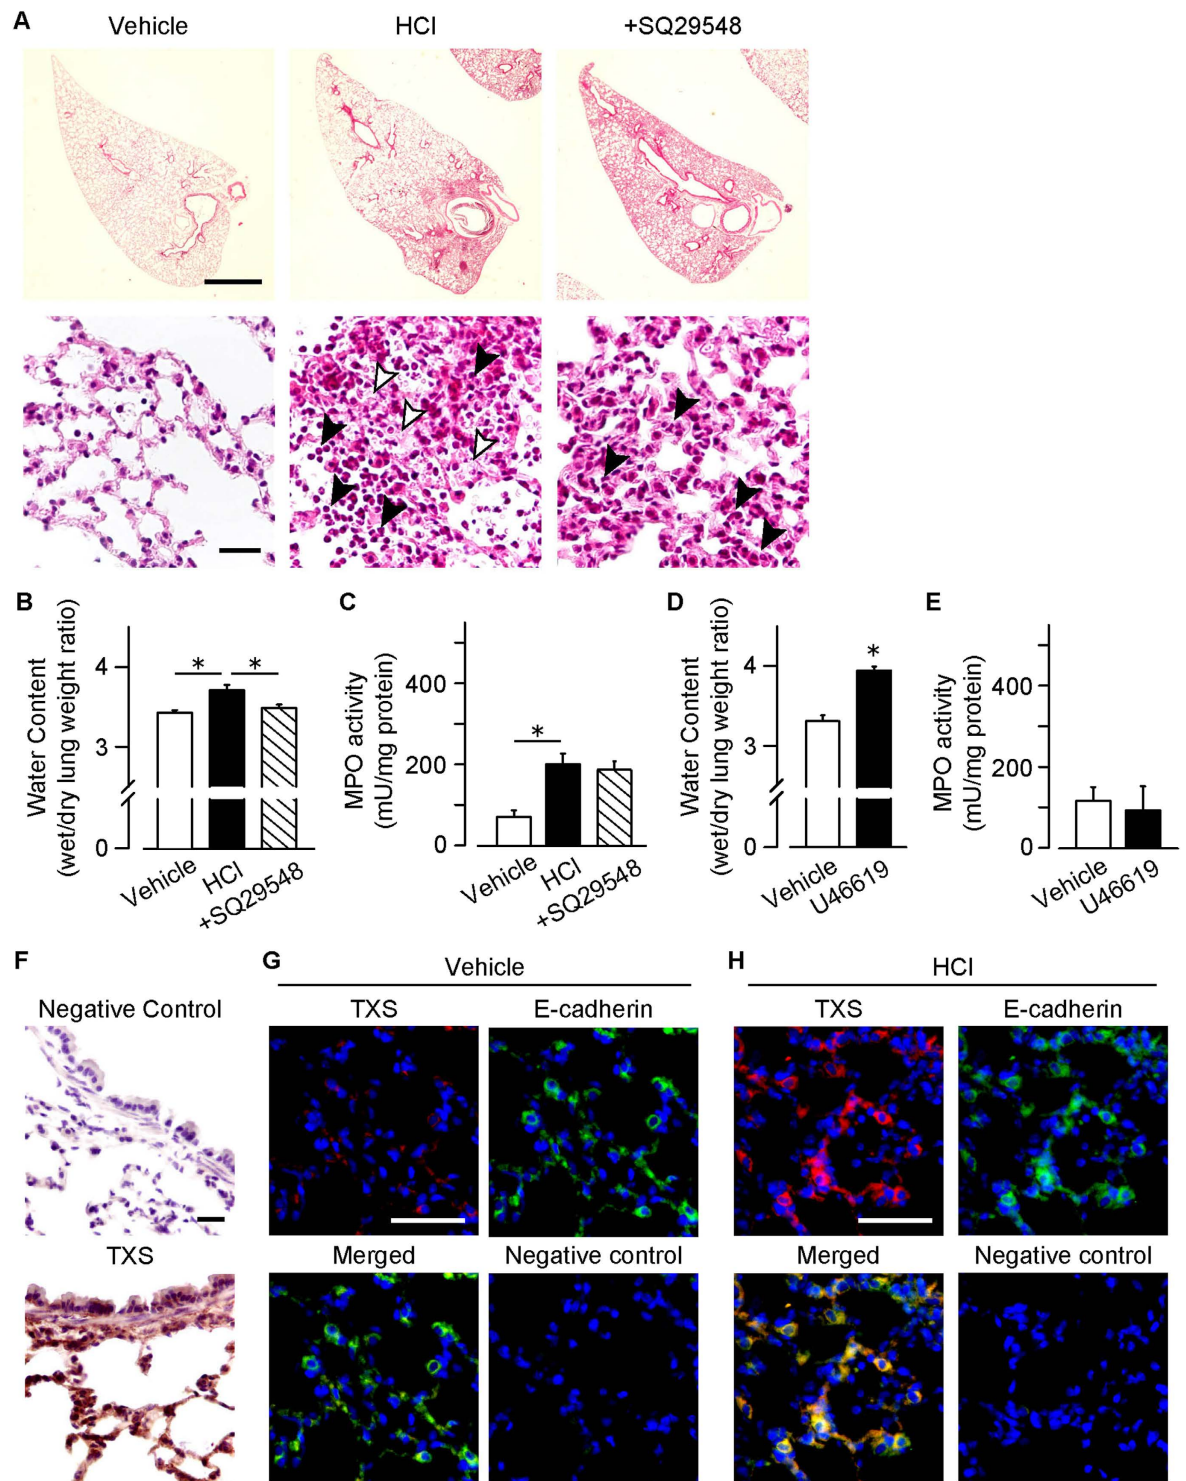 A
Vehicle
HCl
+SQ29548
B
Water Content
(wet/dry lung weight ratio)
4
3
0
*
*
Vehicle
HCl
+SQ29548
C
MPO activity
(mU/mg protein)
400
200
0
*
Vehicle
HCl
+SQ29548
D
Water Content
(wet/dry lung weight ratio)
4
3
0
*
Vehicle
U46619
E
MPO activity
(mU/mg protein)
400
200
0
Vehicle
U46619
F
Negative Control
TXS
G
Vehicle
TXS
E-cadherin
Merged
Negative control
H
HCl
TXS
E-cadherin
Merged
Negative control